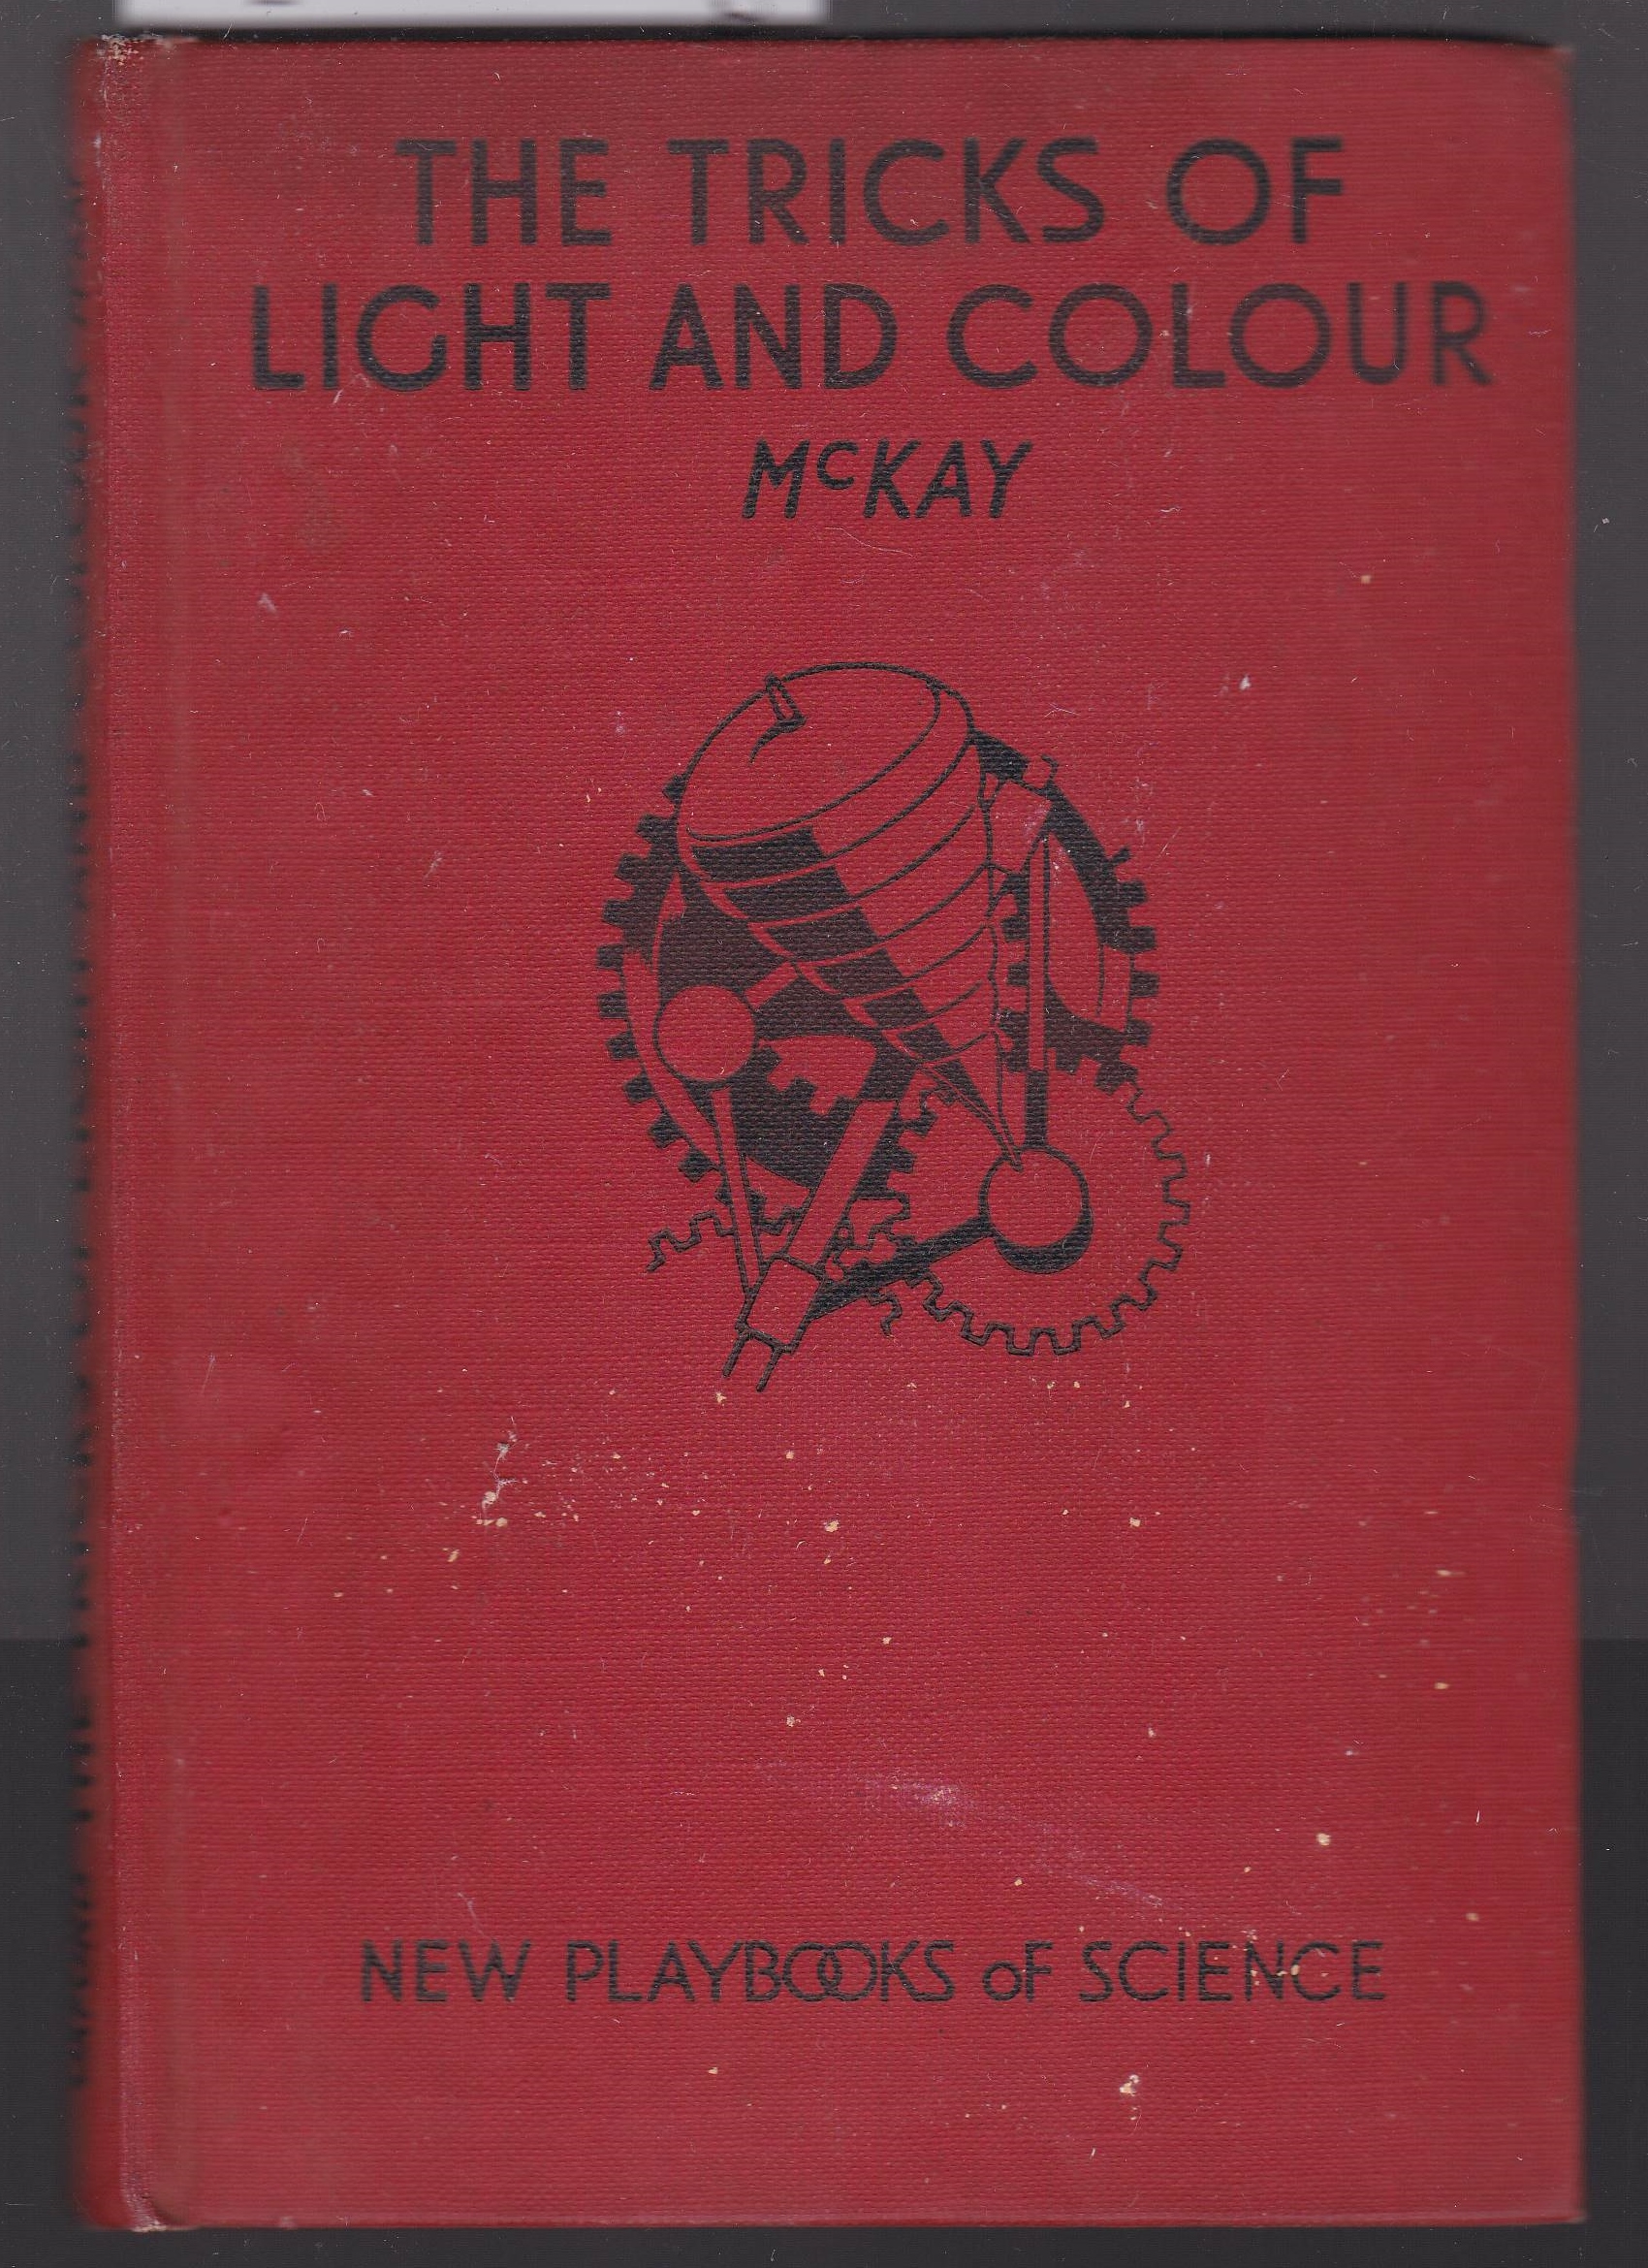 THE TRICKS OF
LIGHT AND COLOUR
McKAY
NEW PLAYBOOKS OF SCIENCE